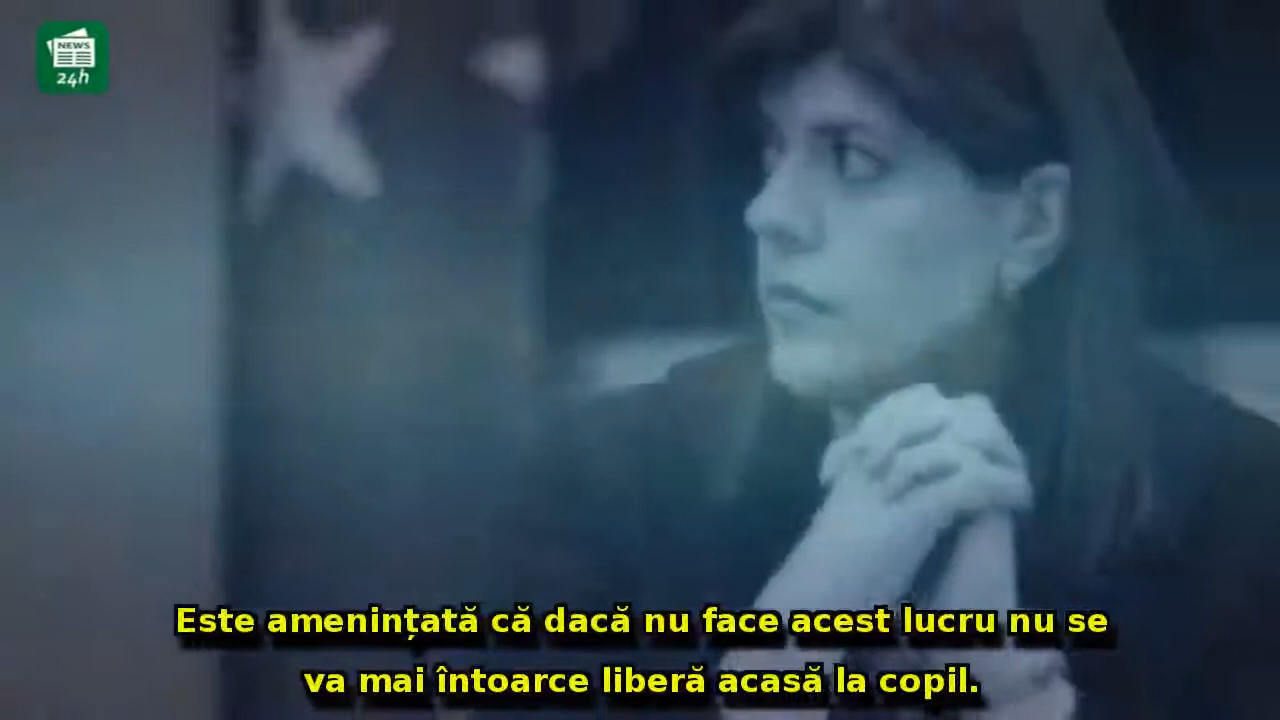 NEWS
24h
Este amenințată că dacă nu face acest lucru nu se
va mai întoarce liberă acasă la copil.